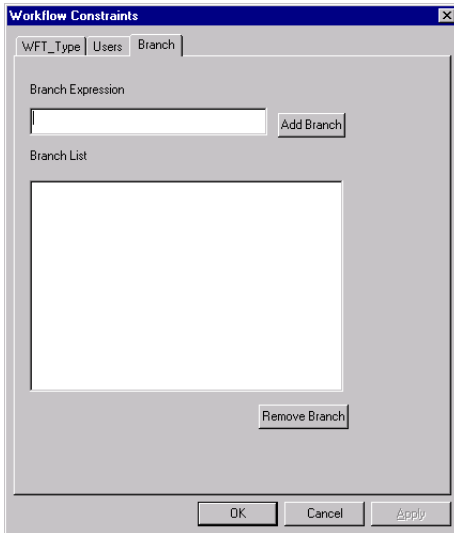 Workflow Constraints
WFT_Type Users Branch
Branch Expression
Add Branch
Branch List
Remove Branch
OK Cancel Apply